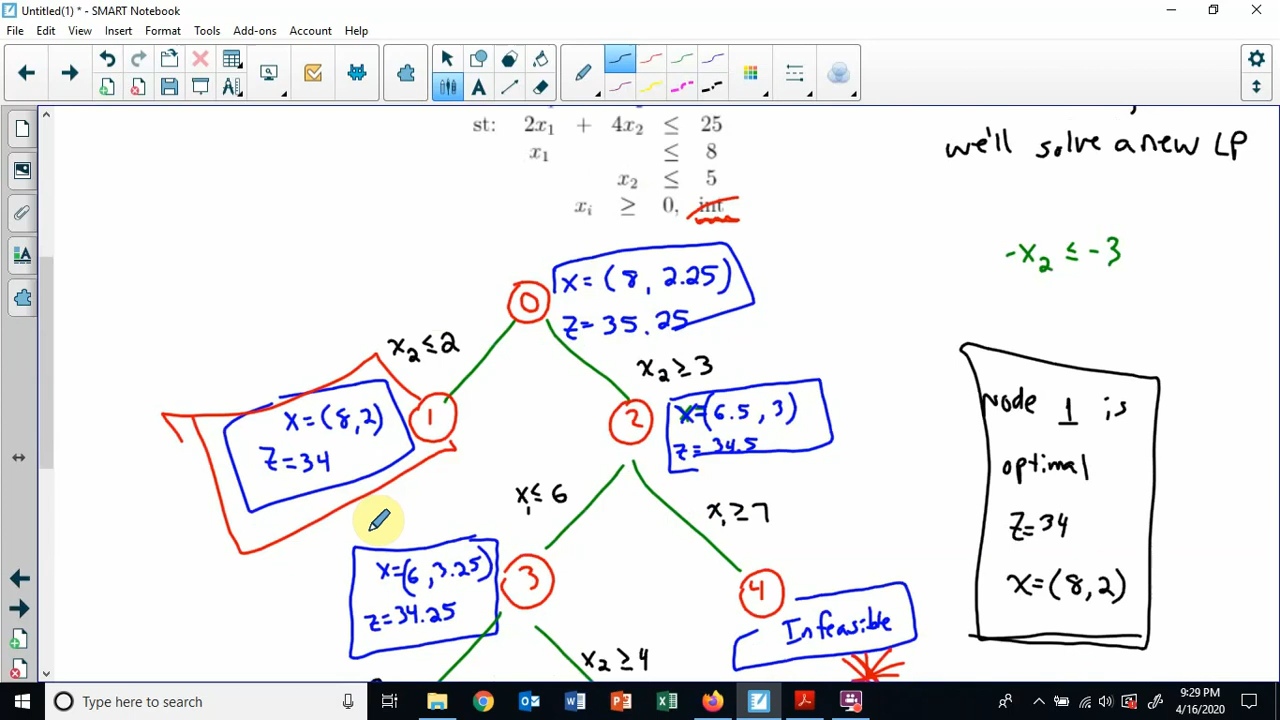 Untitled(1) * - SMART Notebook
File Edit View Insert Format Tools Add-ons Account Help
st: 2x₁ + 4x₂ ≤ 25
x₁ ≤ 8
x₂ ≤ 5
xᵢ ≥ 0, int
we'll solve a new LP
-x₂ ≤ -3
0
x=(8, 2.25)
Z=35.25
x₂≤2
x₂≥3
1
x=(8,2)
Z=34
2
x=(6.5,3)
Z=34.5
x₁≤6
x₁≥7
3
x=(6,3.25)
Z=34.25
4
Infeasible
x₂≥4
Node 1 is
optimal
Z=34
x=(8,2)
Type here to search
9:29 PM
4/16/2020